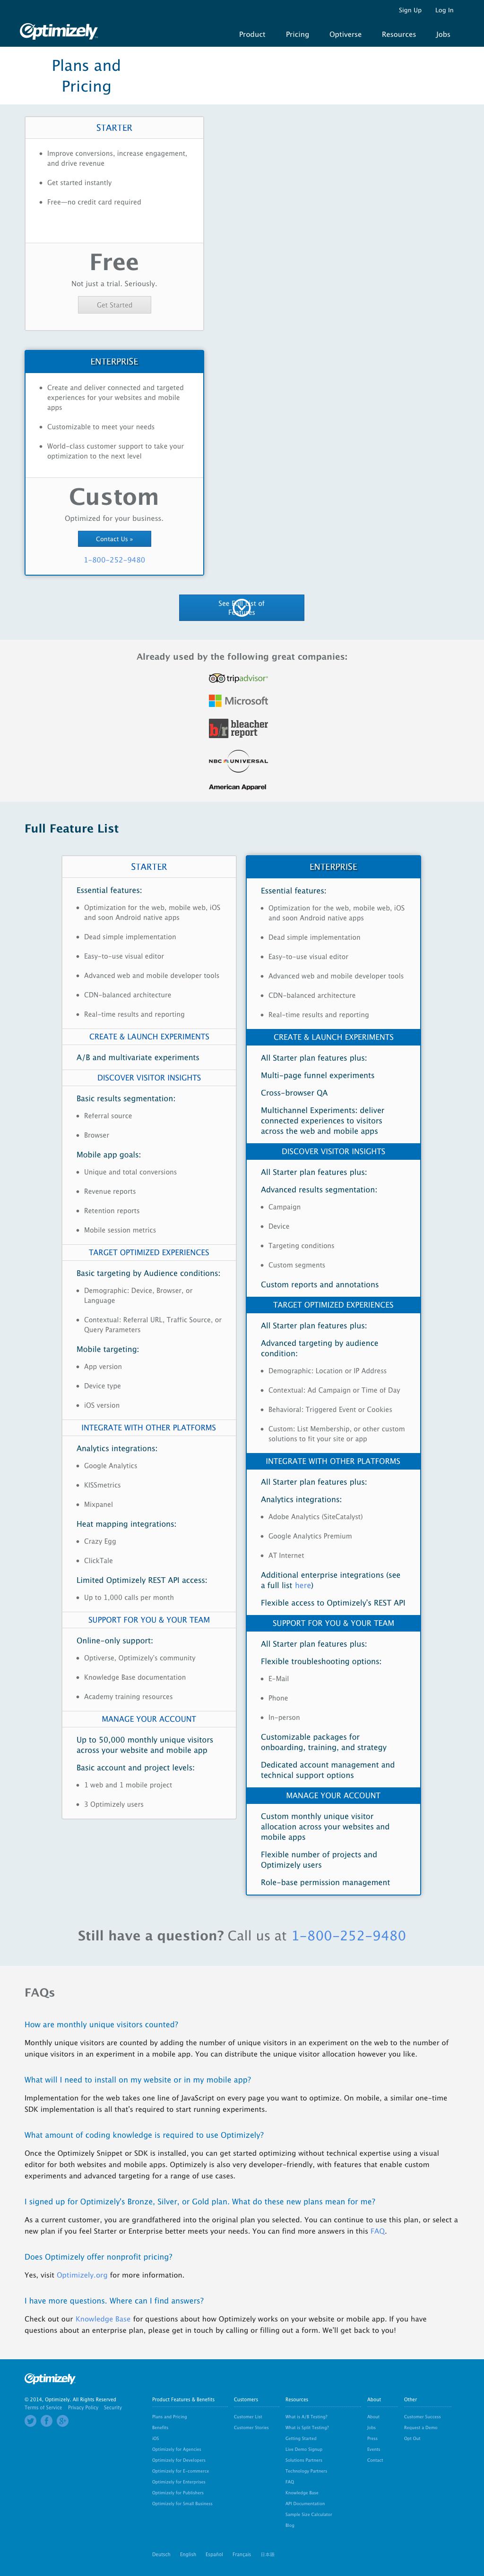 Sign Up Log In
Optimizely
Product Pricing Optiverse Resources Jobs
Plans and
Pricing
STARTER
Improve conversions, increase engagement,
and drive revenue
Get started instantly
Free—no credit card required
Free
Not just a trial. Seriously.
Get Started
ENTERPRISE
Create and deliver connected and targeted
experiences for your websites and mobile
apps
Customizable to meet your needs
World-class customer support to take your
optimization to the next level
Custom
Optimized for your business.
Contact Us »
1-800-252-9480
See Full List of
Features
Already used by the following great companies:
tripadvisor
Microsoft
b/r bleacher
report
NBC UNIVERSAL
American Apparel
Full Feature List
STARTER
Essential features:
Optimization for the web, mobile web, iOS
and soon Android native apps
Dead simple implementation
Easy-to-use visual editor
Advanced web and mobile developer tools
CDN-balanced architecture
Real-time results and reporting
CREATE & LAUNCH EXPERIMENTS
A/B and multivariate experiments
DISCOVER VISITOR INSIGHTS
Basic results segmentation:
Referral source
Browser
Mobile app goals:
Unique and total conversions
Revenue reports
Retention reports
Mobile session metrics
TARGET OPTIMIZED EXPERIENCES
Basic targeting by Audience conditions:
Demographic: Device, Browser, or
Language
Contextual: Referral URL, Traffic Source, or
Query Parameters
Mobile targeting:
App version
Device type
iOS version
INTEGRATE WITH OTHER PLATFORMS
Analytics integrations:
Google Analytics
KISSmetrics
Mixpanel
Heat mapping integrations:
Crazy Egg
ClickTale
Limited Optimizely REST API access:
Up to 1,000 calls per month
SUPPORT FOR YOU & YOUR TEAM
Online-only support:
Optiverse, Optimizely's community
Knowledge Base documentation
Academy training resources
MANAGE YOUR ACCOUNT
Up to 50,000 monthly unique visitors
across your website and mobile app
Basic account and project levels:
1 web and 1 mobile project
3 Optimizely users
ENTERPRISE
Essential features:
Optimization for the web, mobile web, iOS
and soon Android native apps
Dead simple implementation
Easy-to-use visual editor
Advanced web and mobile developer tools
CDN-balanced architecture
Real-time results and reporting
CREATE & LAUNCH EXPERIMENTS
All Starter plan features plus:
Multi-page funnel experiments
Cross-browser QA
Multichannel Experiments: deliver
connected experiences to visitors
across the web and mobile apps
DISCOVER VISITOR INSIGHTS
All Starter plan features plus:
Advanced results segmentation:
Campaign
Device
Targeting conditions
Custom segments
Custom reports and annotations
TARGET OPTIMIZED EXPERIENCES
All Starter plan features plus:
Advanced targeting by audience
condition:
Demographic: Location or IP Address
Contextual: Ad Campaign or Time of Day
Behavioral: Triggered Event or Cookies
Custom: List Membership, or other custom
solutions to fit your site or app
INTEGRATE WITH OTHER PLATFORMS
All Starter plan features plus:
Analytics integrations:
Adobe Analytics (SiteCatalyst)
Google Analytics Premium
AT Internet
Additional enterprise integrations (see
a full list here)
Flexible access to Optimizely's REST API
SUPPORT FOR YOU & YOUR TEAM
All Starter plan features plus:
Flexible troubleshooting options:
E-Mail
Phone
In-person
Customizable packages for
onboarding, training, and strategy
Dedicated account management and
technical support options
MANAGE YOUR ACCOUNT
Custom monthly unique visitor
allocation across your websites and
mobile apps
Flexible number of projects and
Optimizely users
Role-base permission management
Still have a question? Call us at 1-800-252-9480
FAQs
How are monthly unique visitors counted?
Monthly unique visitors are counted by adding the number of unique visitors in an experiment on the web to the number of
unique visitors in an experiment in a mobile app. You can distribute the unique visitor allocation however you like.
What will I need to install on my website or in my mobile app?
Implementation for the web takes one line of JavaScript on every page you want to optimize. On mobile, a similar one-time
SDK implementation is all that's required to start running experiments.
What amount of coding knowledge is required to use Optimizely?
Once the Optimizely Snippet or SDK is installed, you can get started optimizing without technical expertise using a visual
editor for both websites and mobile apps. Optimizely is also very developer-friendly, with features that enable custom
experiments and advanced targeting for a range of use cases.
I signed up for Optimizely's Bronze, Silver, or Gold plan. What do these new plans mean for me?
As a current customer, you are grandfathered into the original plan you selected. You can continue to use this plan, or select a
new plan if you feel Starter or Enterprise better meets your needs. You can find more answers in this FAQ.
Does Optimizely offer nonprofit pricing?
Yes, visit Optimizely.org for more information.
I have more questions. Where can I find answers?
Check out our Knowledge Base for questions about how Optimizely works on your website or mobile app. If you have
questions about an enterprise plan, please get in touch by calling or filling out a form. We'll get back to you!
Optimizely
© 2014, Optimizely. All Rights Reserved
Terms of Service Privacy Policy Security
Product Features & Benefits
Plans and Pricing
Benefits
iOS
Optimizely for Agencies
Optimizely for Developers
Optimizely for E-commerce
Optimizely for Enterprises
Optimizely for Publishers
Optimizely for Small Business
Customers
Customer List
Customer Stories
Resources
What is A/B Testing?
What is Split Testing?
Getting Started
Live Demo Signup
Solutions Partners
Technology Partners
FAQ
Knowledge Base
API Documentation
Sample Size Calculator
Blog
About
About
Jobs
Press
Events
Contact
Other
Customer Success
Request a Demo
Opt Out
Deutsch English Español Français 日本語